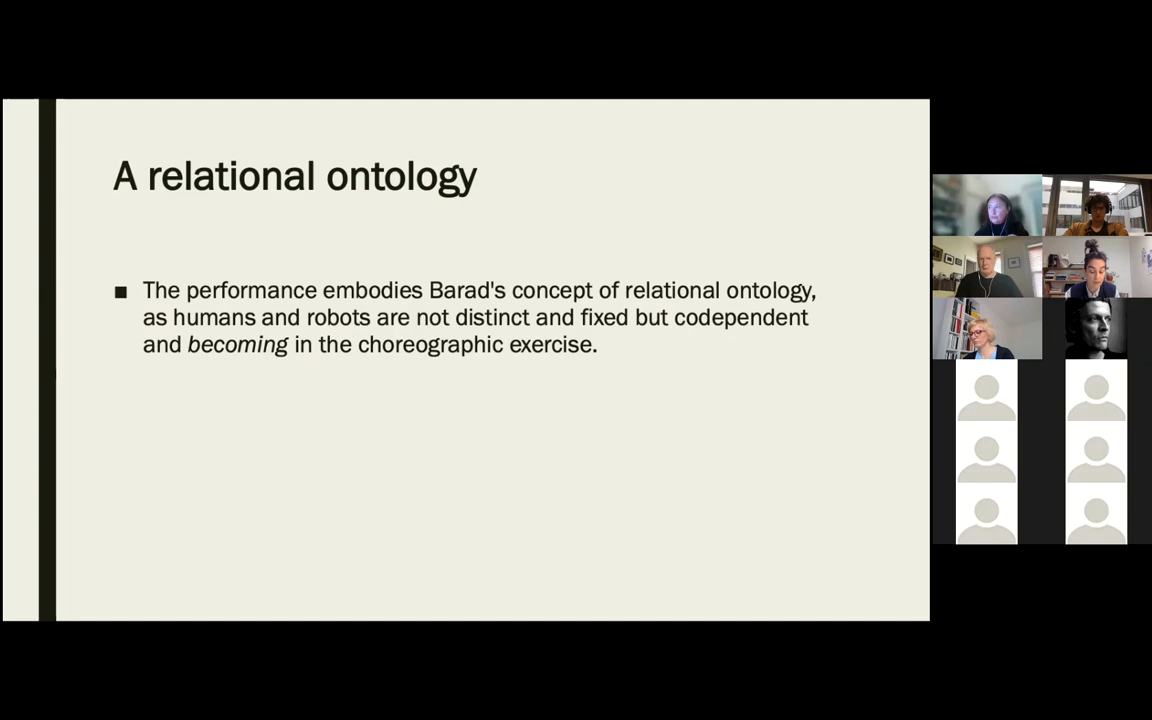 A relational ontology
■ The performance embodies Barad's concept of relational ontology,
as humans and robots are not distinct and fixed but codependent
and becoming in the choreographic exercise.